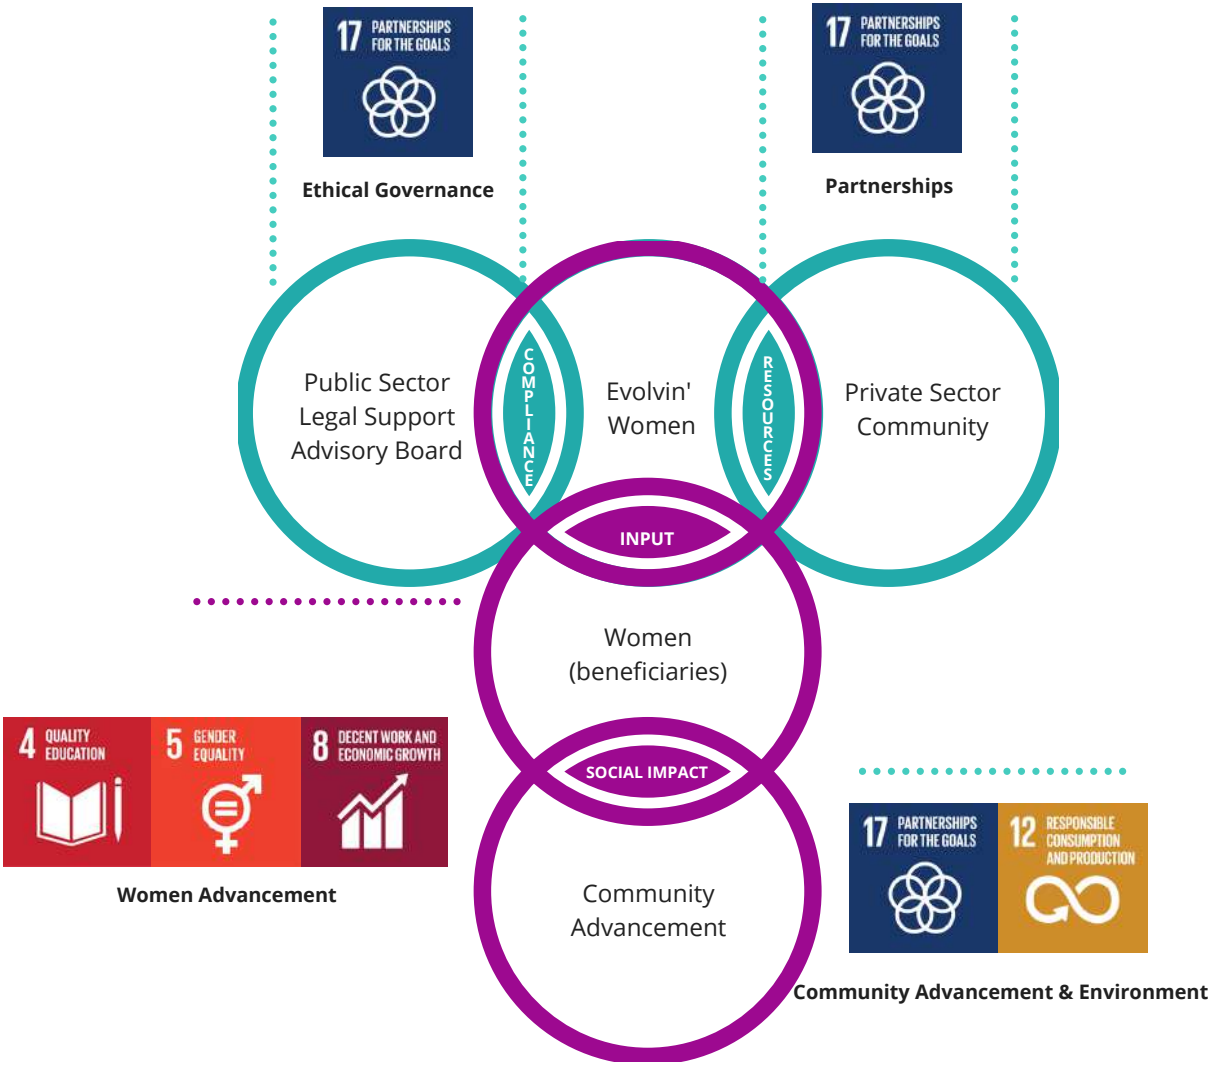 17 PARTNERSHIPS
FOR THE GOALS
Ethical Governance
17 PARTNERSHIPS
FOR THE GOALS
Partnerships
Public Sector
Legal Support
Advisory Board
COMPLIANCE
Evolvin'
Women
RESOURCES
Private Sector
Community
INPUT
Women
(beneficiaries)
4 QUALITY
EDUCATION
5 GENDER
EQUALITY
8 DECENT WORK AND
ECONOMIC GROWTH
Women Advancement
SOCIAL IMPACT
Community
Advancement
17 PARTNERSHIPS
FOR THE GOALS
12 RESPONSIBLE
CONSUMPTION
AND PRODUCTION
Community Advancement & Environment